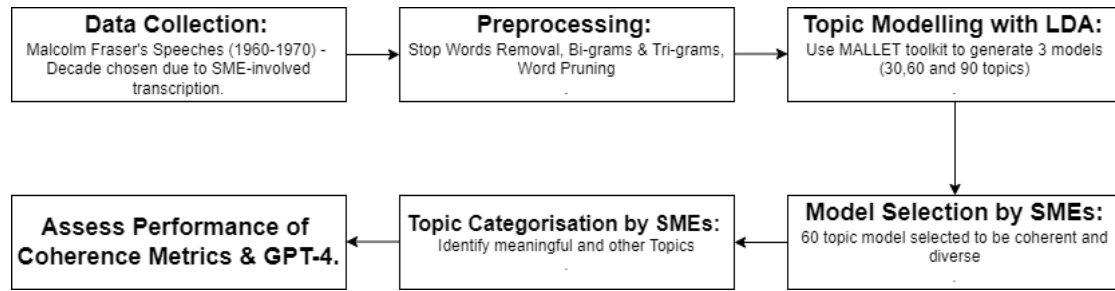 Data Collection:
Malcolm Fraser's Speeches (1960-1970) -
Decade chosen due to SME-involved
transcription.
Preprocessing:
Stop Words Removal, Bi-grams & Tri-grams,
Word Pruning
.
Topic Modelling with LDA:
Use MALLET toolkit to generate 3 models
(30,60 and 90 topics)
.
Model Selection by SMEs:
60 topic model selected to be coherent and
diverse
.
Topic Categorisation by SMEs:
Identify meaningful and other Topics
.
Assess Performance of
Coherence Metrics & GPT-4.